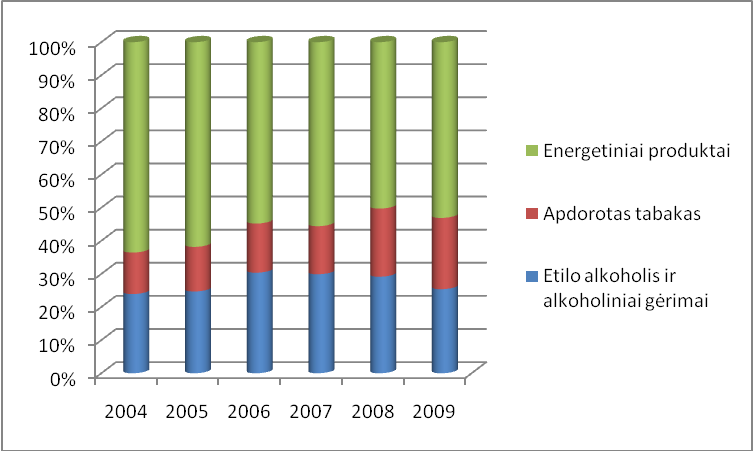 100%
90%
80%
70%
60%
50%
40%
30%
20%
10%
0%
2004 2005 2006 2007 2008 2009
Energetiniai produktai
Apdorotas tabakas
Etilo alkoholis ir
alkoholiniai gėrimai